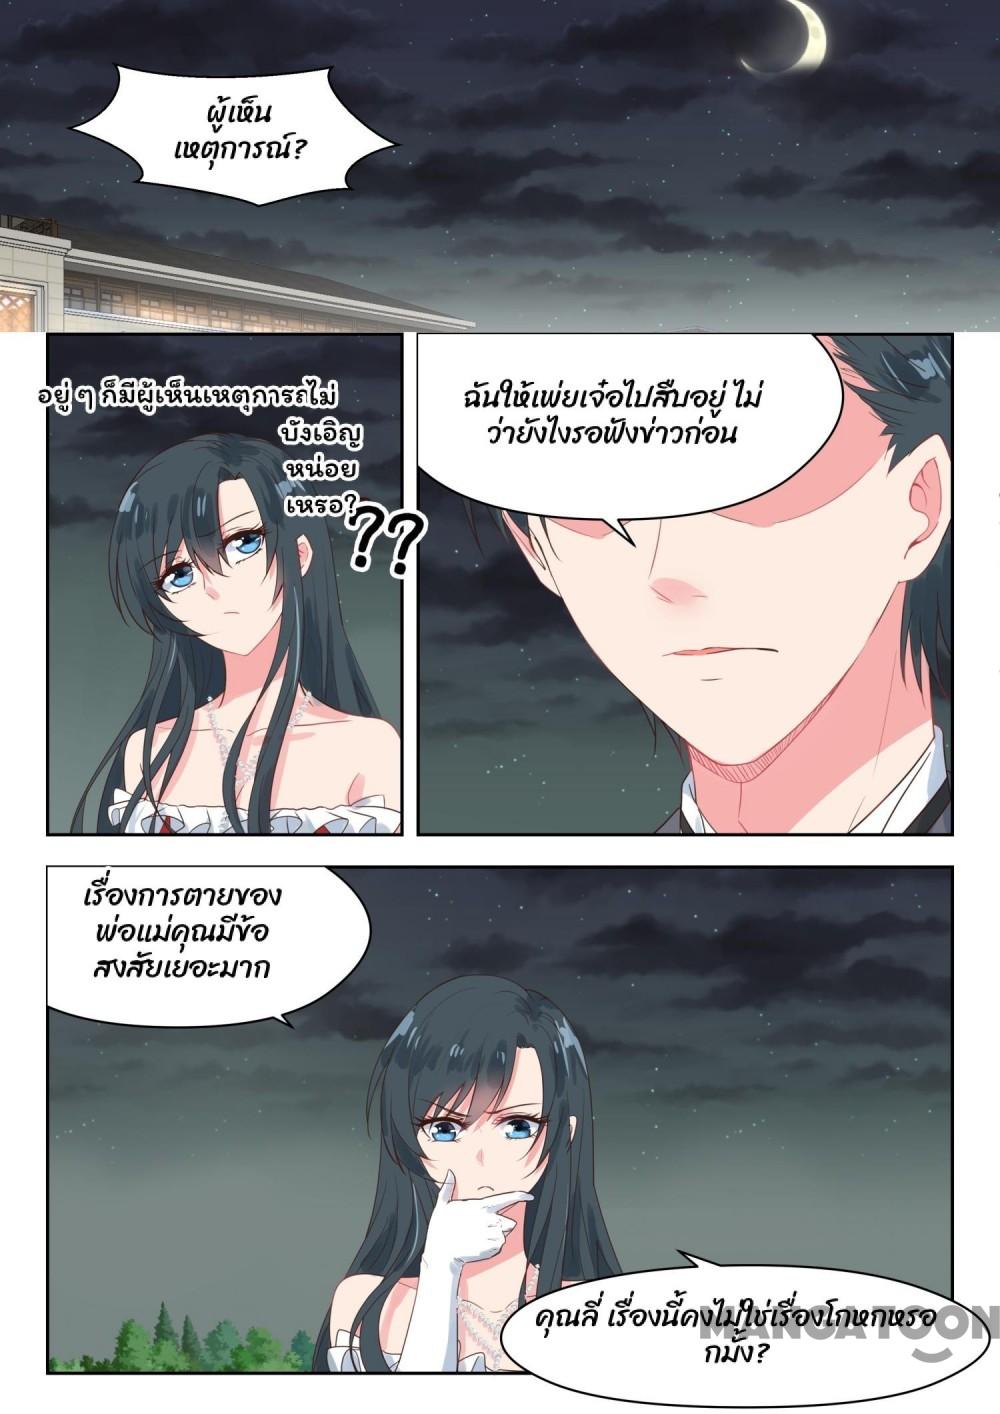 ผู้เห็น
เหตุการณ์?
อยู่ๆ ก็มีผู้เห็นเหตุการณ์ไม่
บังเอิญ
หน่อย
เหรอ?
??
ฉันให้เพ่ยเจ๋อไปสืบอยู่ ไม่
ว่ายังไงรอฟังข่าวก่อน
เรื่องการตายของ
พ่อแม่คุณมีข้อ
สงสัยเยอะมาก
คุณลี่ เรื่องนี้คงไม่ใช่เรื่องโกหกหรอ
กมั้ง?
MANGATOON